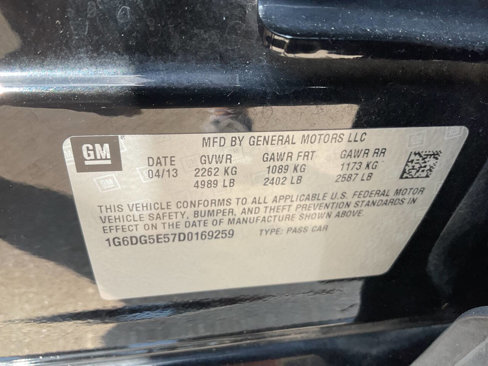 GM
MFD BY GENERAL MOTORS LLC
DATE GVWR GAWR FRT GAWR RR
04/13 2262 KG 1089 KG 1173 KG
4989 LB 2402 LB 2587 LB
THIS VEHICLE CONFORMS TO ALL APPLICABLE U.S. FEDERAL MOTOR
VEHICLE SAFETY, BUMPER, AND THEFT PREVENTION STANDARDS IN
EFFECT ON THE DATE OF MANUFACTURE SHOWN ABOVE.
1G6DG5E57D0169259 TYPE: PASS CAR